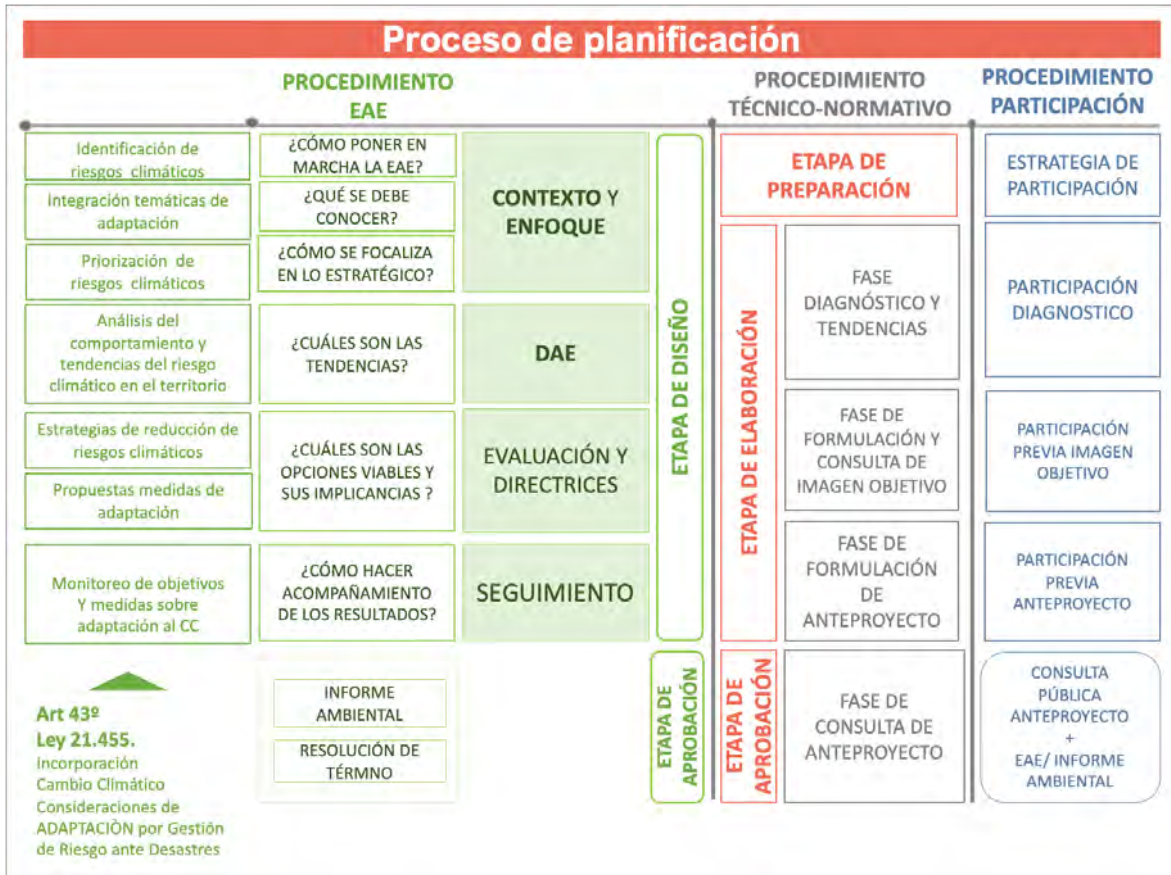 Proceso de planificación
PROCEDIMIENTO
EAE
PROCEDIMIENTO
TÉCNICO-NORMATIVO
PROCEDIMIENTO
PARTICIPACIÓN
Identificación de
riesgos climáticos
Integración temáticas de
adaptación
Priorización de
riesgos climáticos
Análisis del
comportamiento y
tendencias del riesgo
climático en el territorio
Estrategias de reducción de
riesgos climáticos
Propuestas medidas de
adaptación
Monitoreo de objetivos
Y medidas sobre
adaptación al CC
Art 43º
Ley 21.455.
Incorporación
Cambio Climático
Consideraciones de
ADAPTACIÒN por Gestión
de Riesgo ante Desastres
¿CÓMO PONER EN
MARCHA LA EAE?
¿QUÉ SE DEBE
CONOCER?
¿CÓMO SE FOCALIZA
EN LO ESTRATÉGICO?
¿CUÁLES SON LAS
TENDENCIAS?
¿CUÁLES SON LAS
OPCIONES VIABLES Y
SUS IMPLICANCIAS ?
¿CÓMO HACER
ACOMPAÑAMIENTO
DE LOS RESULTADOS?
INFORME
AMBIENTAL
RESOLUCIÓN DE
TÉRMNO
CONTEXTO Y
ENFOQUE
DAE
EVALUACIÓN Y
DIRECTRICES
SEGUIMIENTO
ETAPA DE DISEÑO
ETAPA DE
APROBACIÓN
ETAPA DE
PREPARACIÓN
ETAPA DE ELABORACIÓN
ETAPA DE
APROBACIÓN
FASE
DIAGNÓSTICO Y
TENDENCIAS
FASE DE
FORMULACIÓN Y
CONSULTA DE
IMAGEN OBJETIVO
FASE DE
FORMULACIÓN
DE
ANTEPROYECTO
FASE DE
CONSULTA DE
ANTEPROYECTO
ESTRATEGIA DE
PARTICIPACIÓN
PARTICIPACIÓN
DIAGNOSTICO
PARTICIPACIÓN
PREVIA IMAGEN
OBJETIVO
PARTICIPACIÓN
PREVIA
ANTEPROYECTO
CONSULTA
PÚBLICA
ANTEPROYECTO
+
EAE/ INFORME
AMBIENTAL